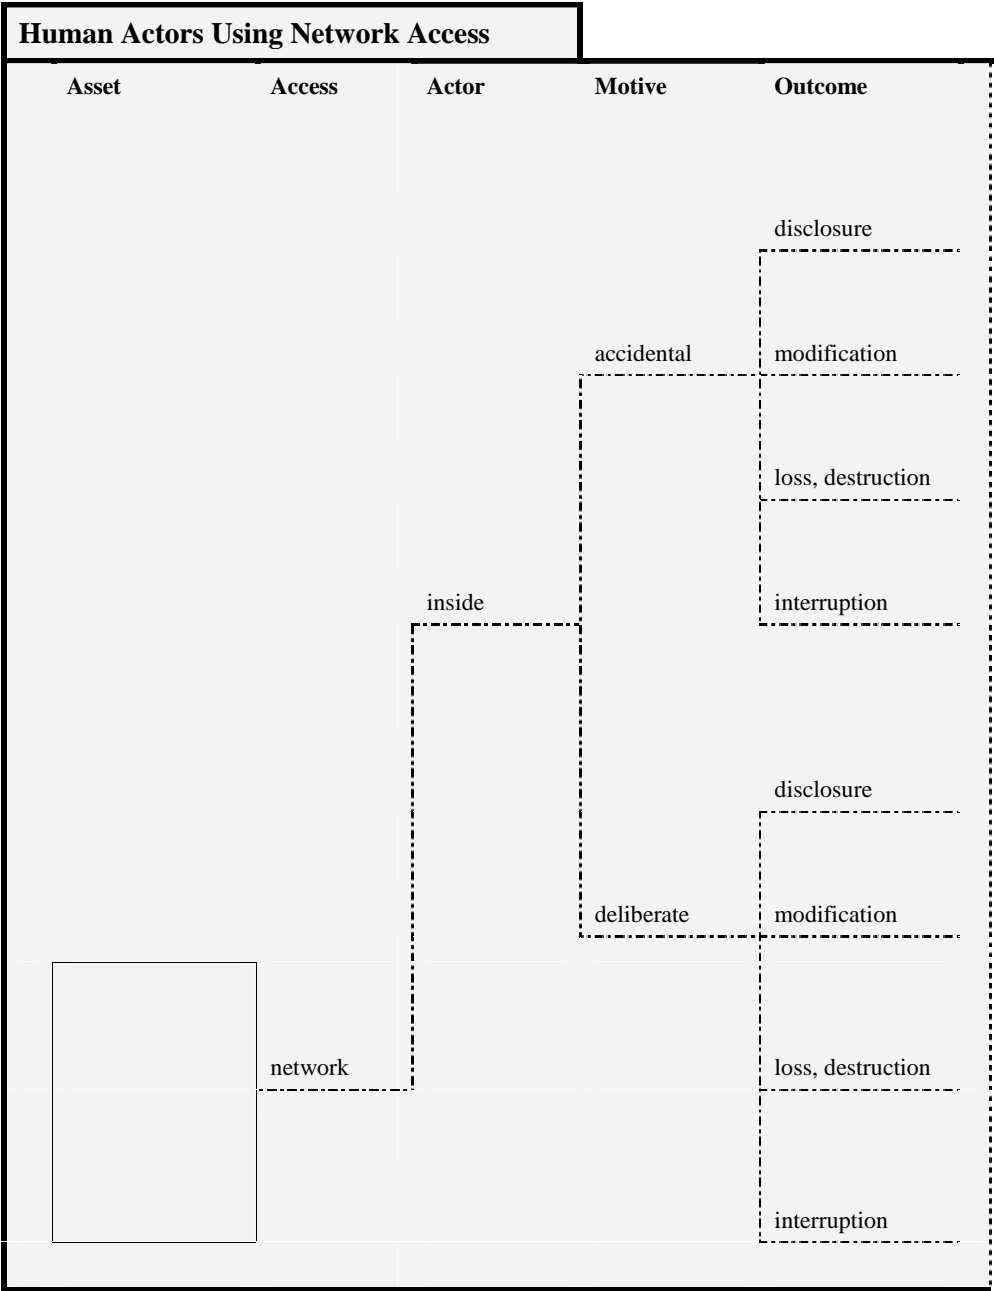 Human Actors Using Network Access
Asset Access Actor Motive Outcome
disclosure
accidental modification
loss, destruction
inside interruption
disclosure
deliberate modification
network loss, destruction
interruption